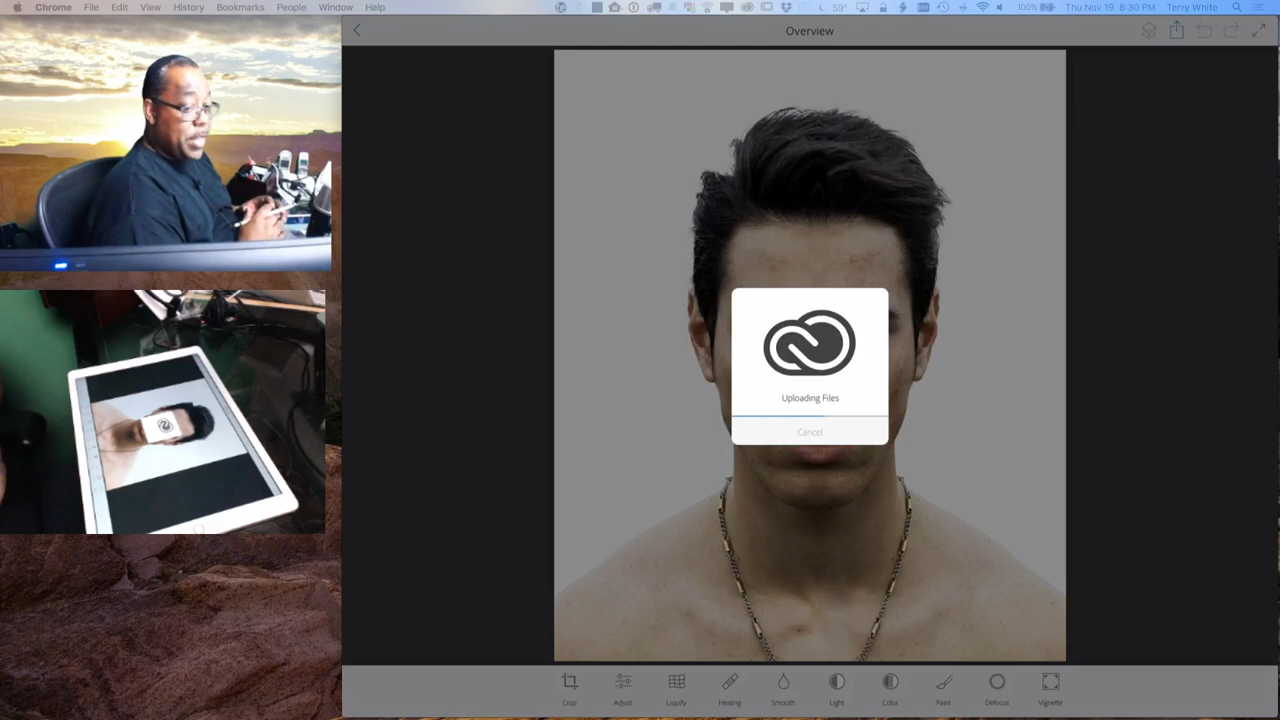 Chrome File Edit View History Bookmarks People Window Help
59° 100% Thu Nov 19 8:30 PM Terry White
Overview
Uploading Files
Cancel
Crop Adjust Liquify Healing Smooth Light Color Paint Defocus Vignette